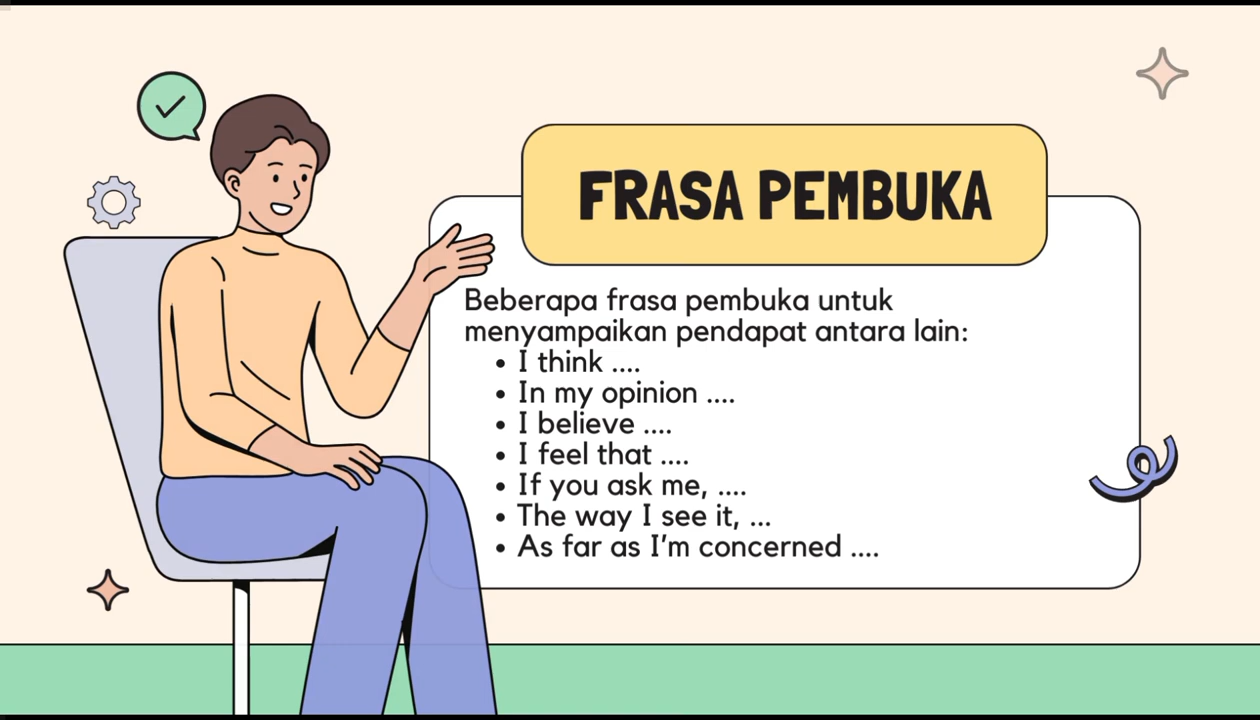 FRASA PEMBUKA
Beberapa frasa pembuka untuk
menyampaikan pendapat antara lain:
• I think ....
• In my opinion ....
• I believe ....
• I feel that ....
• If you ask me, ....
• The way I see it, ...
• As far as I’m concerned ....